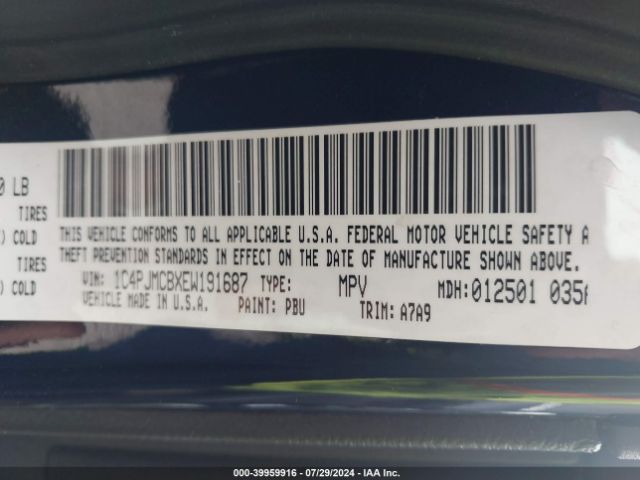 0 LB
TIRES
COLD
TIRES
COLD
THIS VEHICLE CONFORMS TO ALL APPLICABLE U.S.A. FEDERAL MOTOR VEHICLE SAFETY A
THEFT PREVENTION STANDARDS IN EFFECT ON THE DATE OF MANUFACTURE SHOWN ABOVE.
VIN: 1C4PJMCBXEW191687 TYPE: MPV MDH:012501 035
VEHICLE MADE IN U.S.A. PAINT: PBU TRIM: A7A9
000-39959916 - 07/29/2024 - IAA Inc.